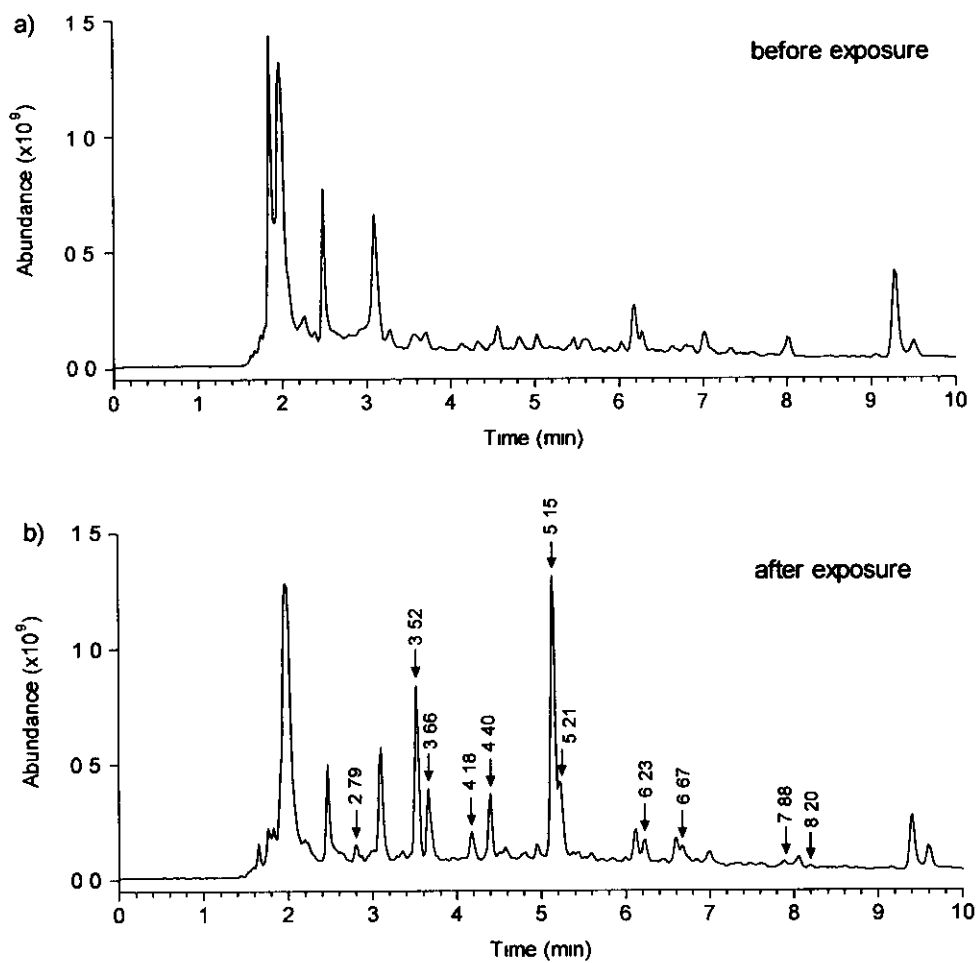 a)
before exposure
Abundance (x10⁹)
1 5
1 0
0 5
0 0
0 1 2 3 4 5 6 7 8 9 10
Time (min)
b)
after exposure
Abundance (x10⁹)
1 5
1 0
0 5
0 0
2 79
3 52
3 66
4 18
4 40
5 15
5 21
6 23
6 67
7 88
8 20
0 1 2 3 4 5 6 7 8 9 10
Time (min)